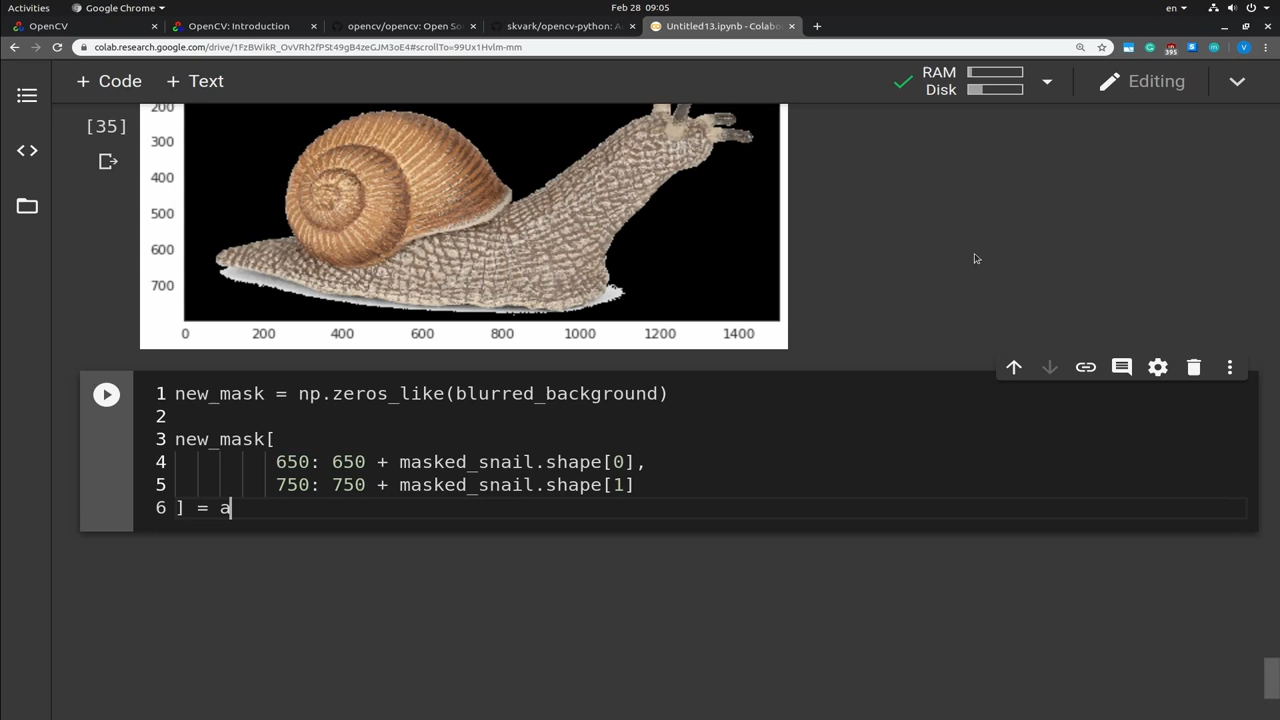 Activities
Google Chrome
Feb 28 09:05
en
OpenCV
OpenCV: Introduction
opencv/opencv: Open So
skvark/opencv-python: A
Untitled13.ipynb - Colabo
colab.research.google.com/drive/1FzBWikR_OvVRh2fPSt49gB4zeGJM3oE4#scrollTo=99Ux1Hvlm-mm
395
V
+ Code
+ Text
RAM
Disk
Editing
[35]
200
300
400
500
600
700
0 200 400 600 800 1000 1200 1400
1 new_mask = np.zeros_like(blurred_background)
2
3 new_mask[
4 650: 650 + masked_snail.shape[0],
5 750: 750 + masked_snail.shape[1]
6 ] = a